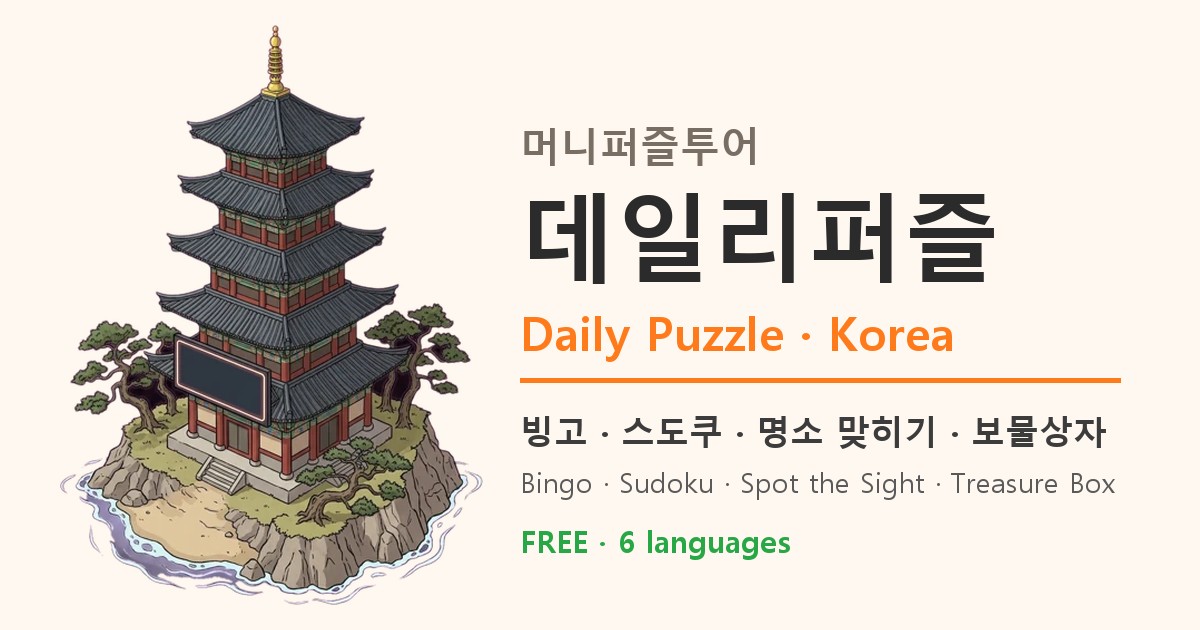 머니퍼즐투어
데일리퍼즐
Daily Puzzle · Korea
빙고 · 스도쿠 · 명소 맞히기 · 보물상자
Bingo · Sudoku · Spot the Sight · Treasure Box
FREE · 6 languages